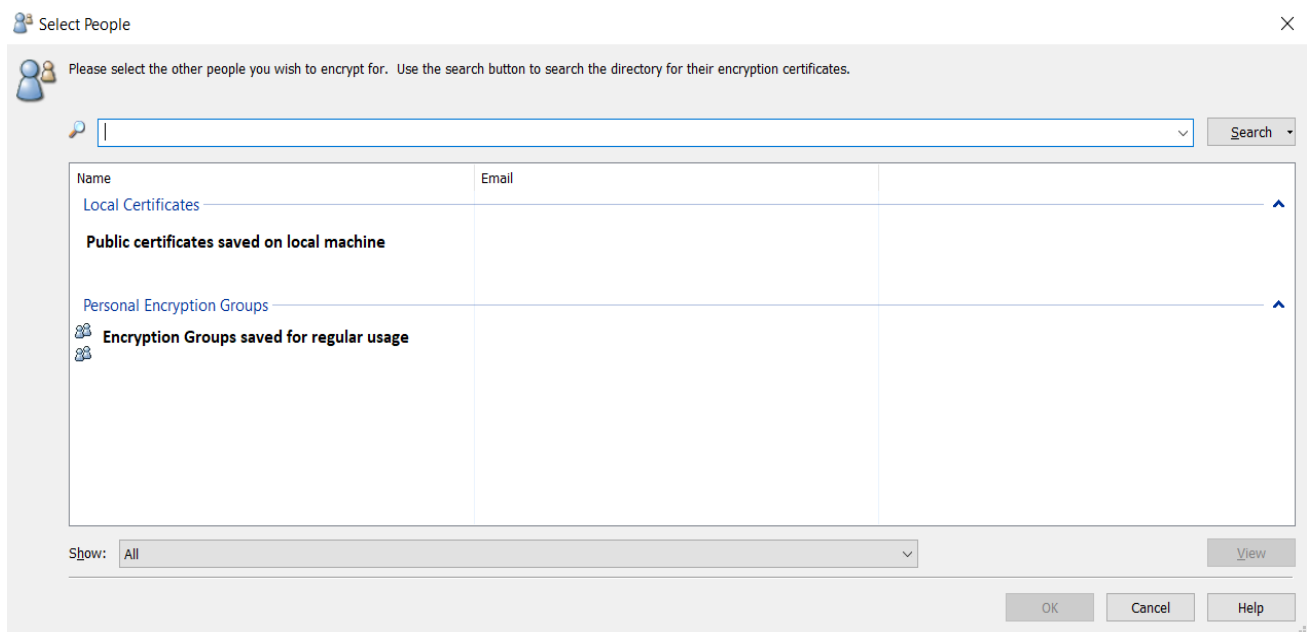 Select People
Please select the other people you wish to encrypt for.  Use the search button to search the directory for their encryption certificates.
Search
Name Email
Local Certificates
Public certificates saved on local machine
Personal Encryption Groups
Encryption Groups saved for regular usage
Show: All View
OK Cancel Help